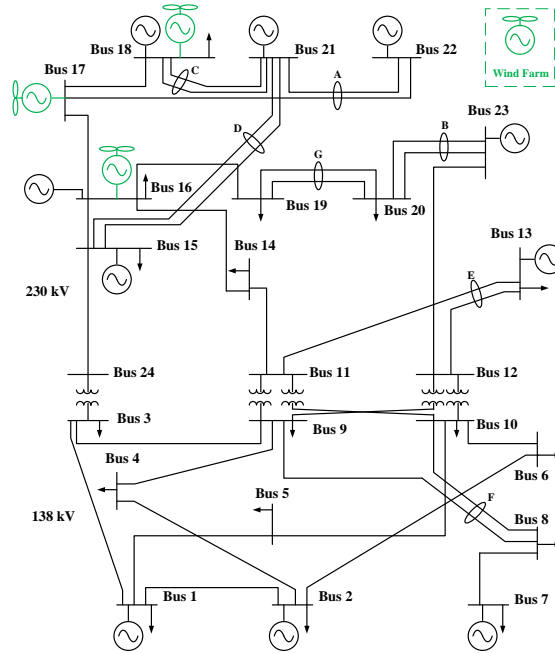 Bus 18
Bus 21
Bus 22
Wind Farm
Bus 17
C
A
Bus 23
D
B
G
Bus 16
Bus 19
Bus 20
Bus 15
Bus 14
Bus 13
230 kV
E
Bus 24
Bus 11
Bus 12
Bus 3
Bus 9
Bus 10
Bus 4
Bus 5
Bus 6
138 kV
F
Bus 8
Bus 1
Bus 2
Bus 7